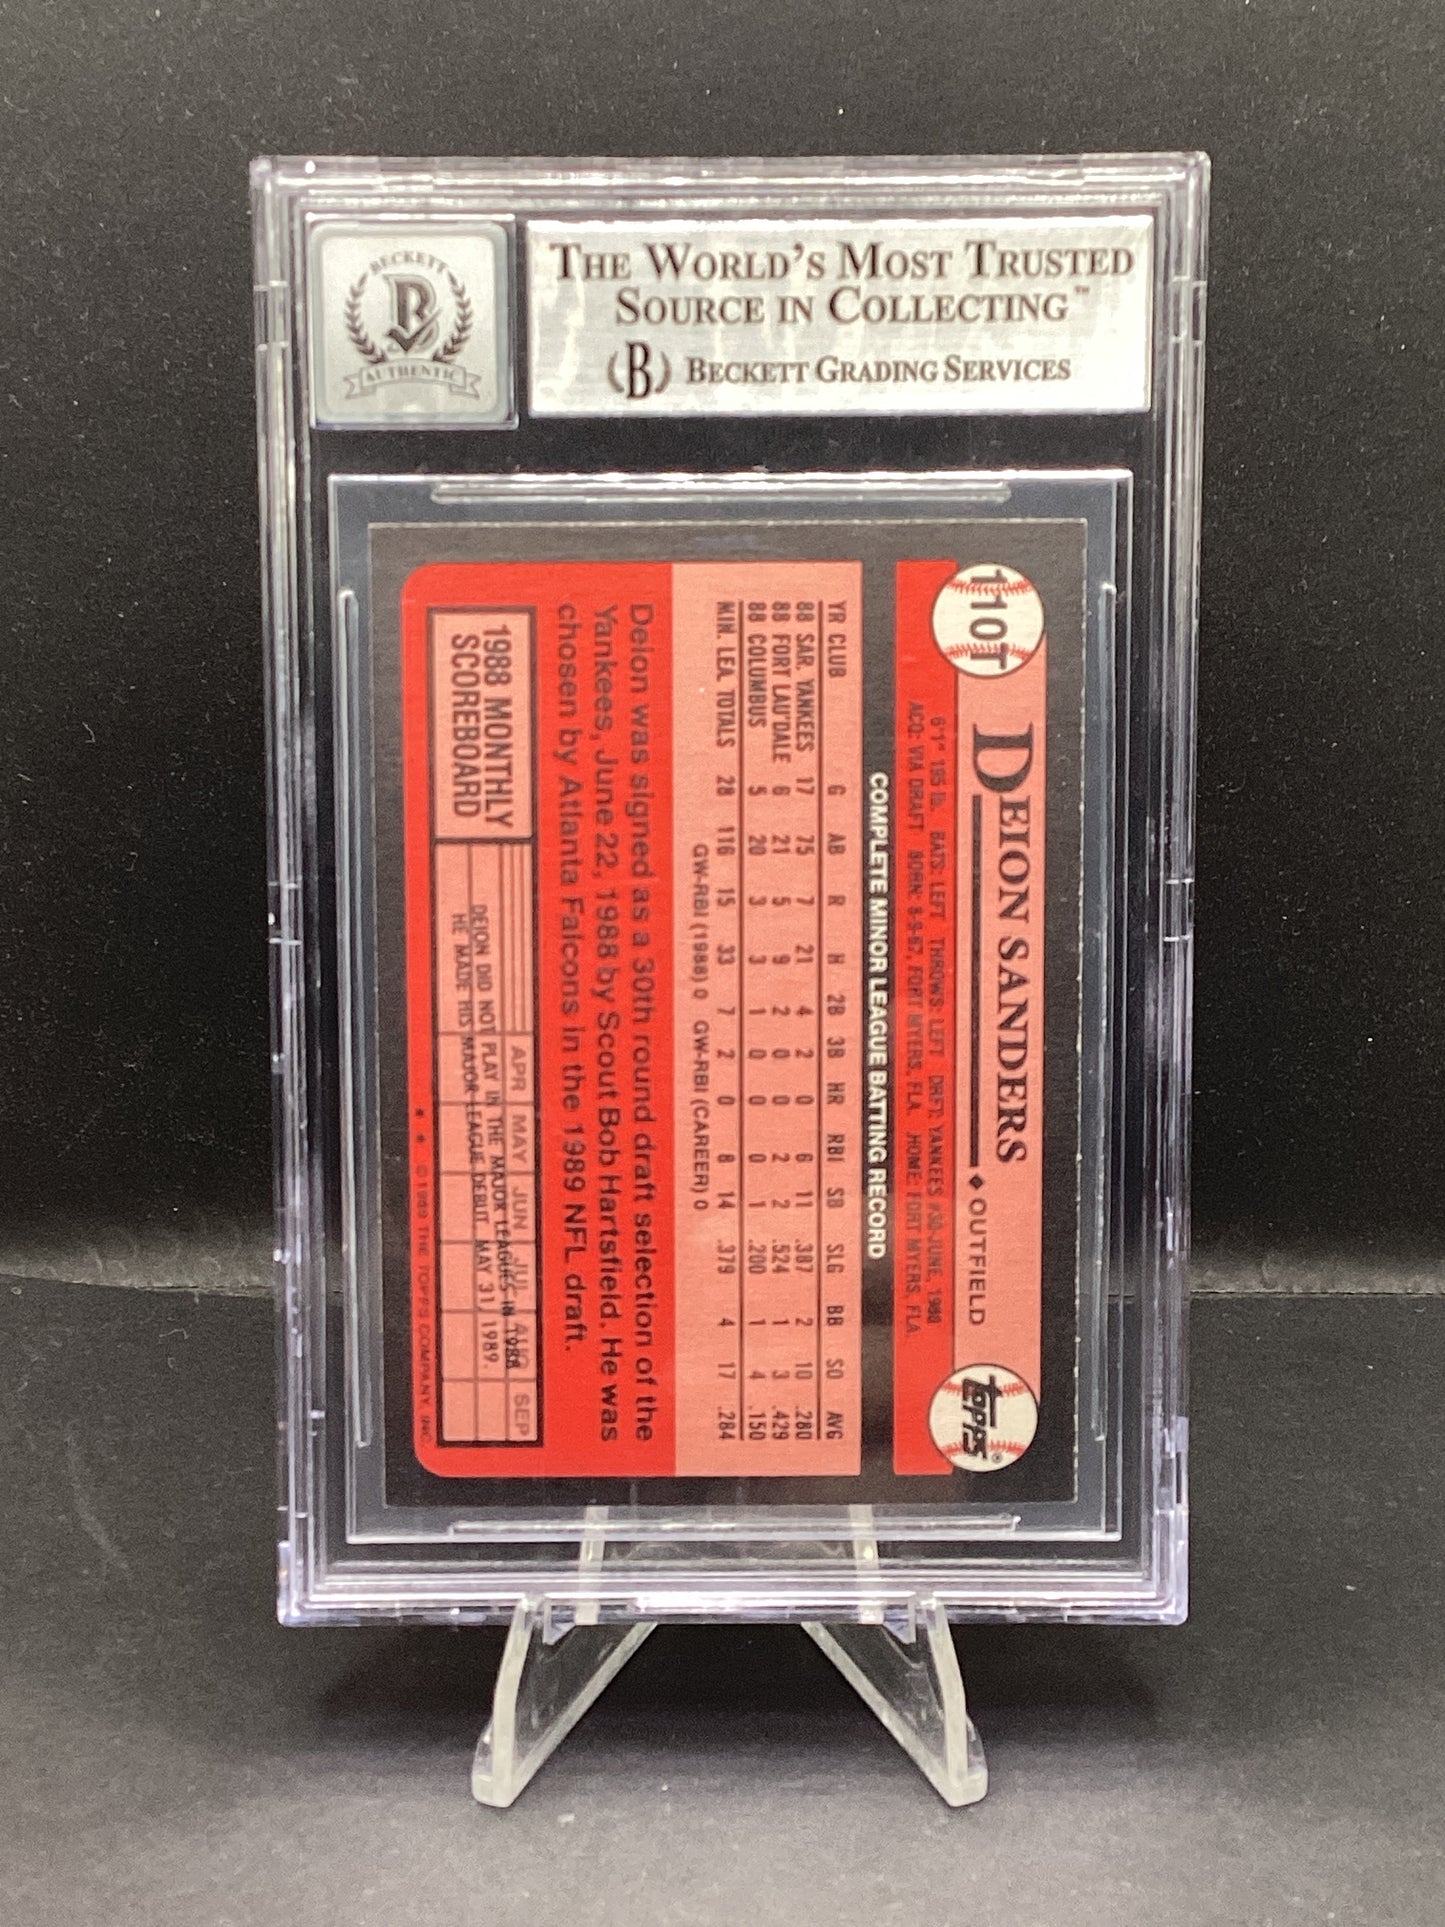 BECKETT
B
AUTHENTIC
THE WORLD'S MOST TRUSTED
SOURCE IN COLLECTING™
(B) BECKETT GRADING SERVICES
110T
DEION SANDERS ♦ OUTFIELD
TOPPS®
6'1" 195 lb. BATS: LEFT THROWS: LEFT DRFT: YANKEES #30-JUNE, 1988
ACQ: VIA DRAFT BORN: 8-9-67, FORT MYERS, FLA. HOME: FORT MYERS, FLA.
COMPLETE MINOR LEAGUE BATTING RECORD
YR CLUB G AB R H 2B 3B HR RBI SB SLG BB SO AVG
88 SAR. YANKEES 17 75 7 21 4 2 0 6 11 .387 2 10 .280
88 FORT LAU'DALE 6 21 5 9 2 0 0 2 2 .524 1 3 .429
88 COLUMBUS 5 20 3 3 1 0 0 0 1 .200 1 4 .150
MIN. LEA. TOTALS 28 116 15 33 7 2 0 8 14 .379 4 17 .284
GW-RBI (1988) 0 GW-RBI (CAREER) 0
Deion was signed as a 30th round draft selection of the
Yankees, June 22, 1988 by Scout Bob Hartsfield. He was
chosen by Atlanta Falcons in the 1989 NFL draft.
1988 MONTHLY
SCOREBOARD
APR MAY JUN JUL AUG SEP
DEION DID NOT PLAY IN THE MAJOR LEAGUES IN 1988
HE MADE HIS MAJOR LEAGUE DEBUT MAY 31, 1989.
* * ©1989 THE TOPPS COMPANY, INC.